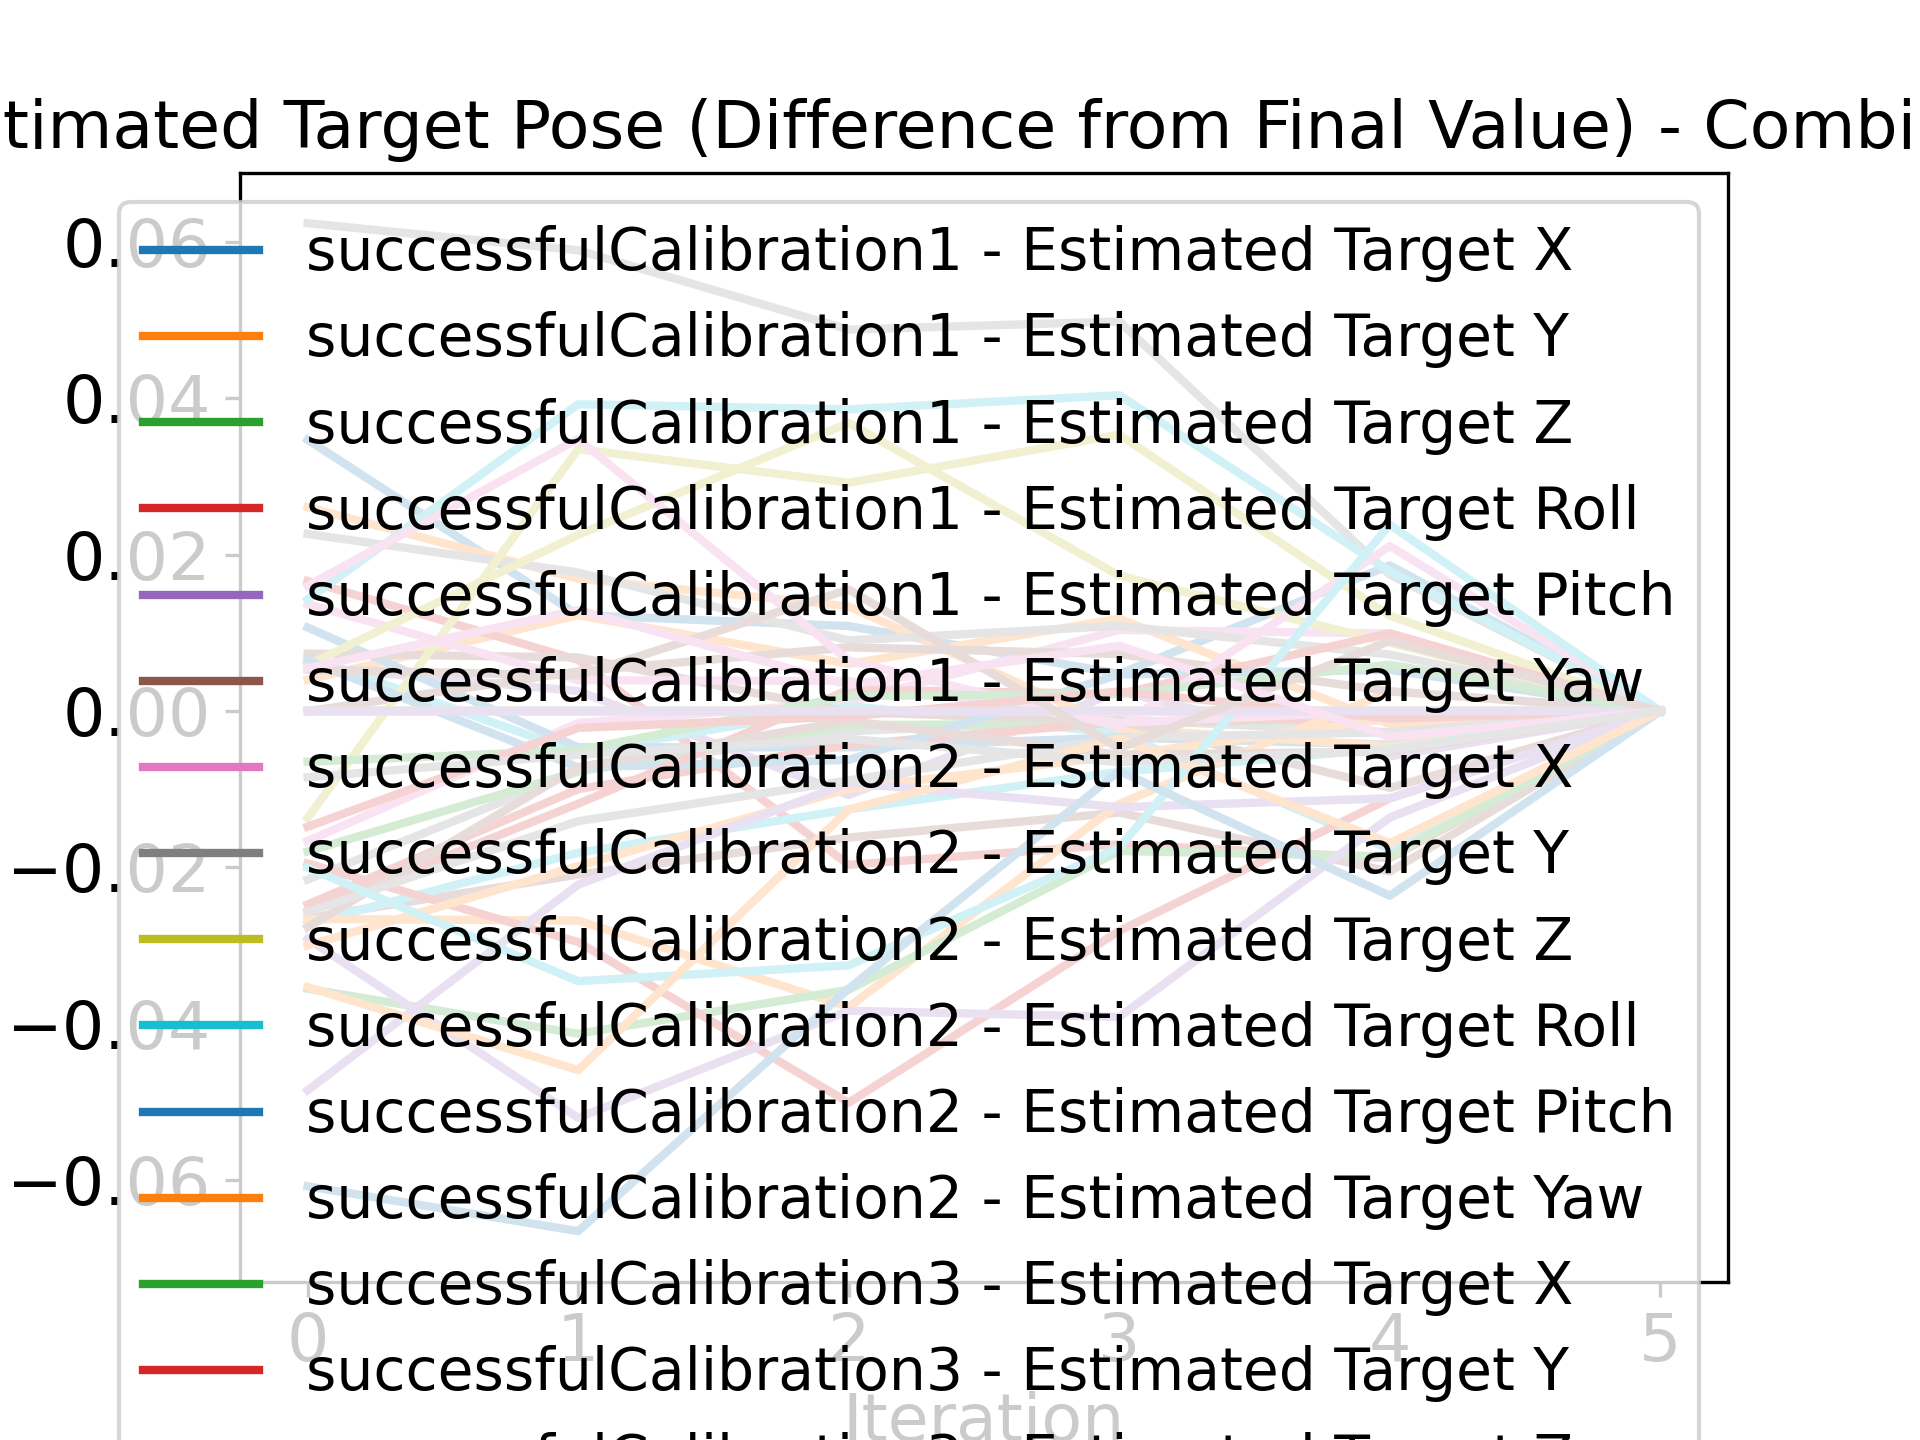 timated Target Pose (Difference from Final Value) - Combi
0.06
0.04
0.02
0.00
−0.02
−0.04
−0.06
successfulCalibration1 - Estimated Target X
successfulCalibration1 - Estimated Target Y
successfulCalibration1 - Estimated Target Z
successfulCalibration1 - Estimated Target Roll
successfulCalibration1 - Estimated Target Pitch
successfulCalibration1 - Estimated Target Yaw
successfulCalibration2 - Estimated Target X
successfulCalibration2 - Estimated Target Y
successfulCalibration2 - Estimated Target Z
successfulCalibration2 - Estimated Target Roll
successfulCalibration2 - Estimated Target Pitch
successfulCalibration2 - Estimated Target Yaw
successfulCalibration3 - Estimated Target X
0 1 2 3 4 5
successfulCalibration3 - Estimated Target Y
Iteration